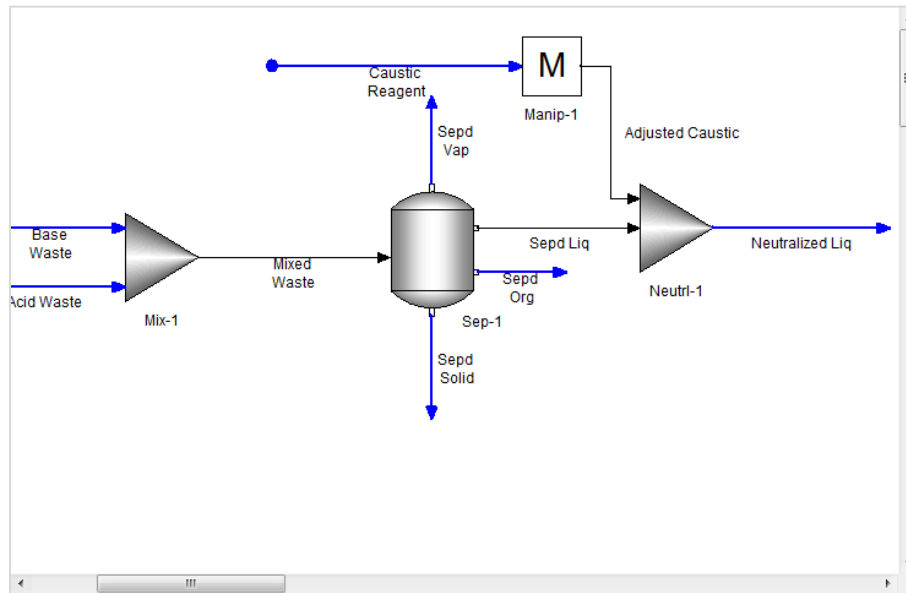 M
Caustic
Reagent
Manip-1
Sepd
Vap
Adjusted Caustic
Base
Waste
Mixed
Waste
Sepd Liq
Neutralized Liq
Acid Waste
Sepd
Org
Neutrl-1
Mix-1
Sep-1
Sepd
Solid